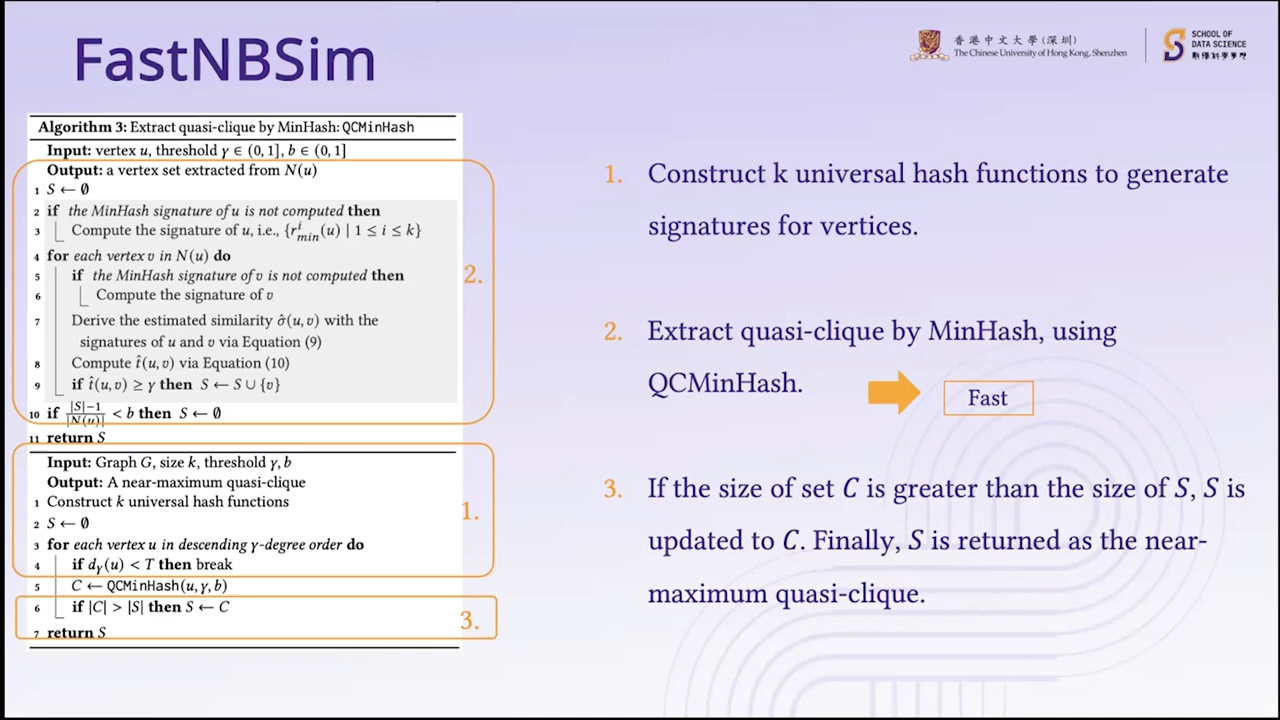 FastNBSim
香港中文大學(深圳)
The Chinese University of Hong Kong, Shenzhen
SCHOOL OF
DATA SCIENCE
Algorithm 3: Extract quasi-clique by MinHash: QCMinHash
Input: vertex u, threshold γ ∈ (0, 1], b ∈ (0, 1]
Output: a vertex set extracted from N(u)
1 S ← ∅
2 if the MinHash signature of u is not computed then
3 Compute the signature of u, i.e., {r^i_min(u) | 1 ≤ i ≤ k}
4 for each vertex v in N(u) do
5 if the MinHash signature of v is not computed then
6 Compute the signature of v
7 Derive the estimated similarity σ̂(u, v) with the
signatures of u and v via Equation (9)
8 Compute t̂(u, v) via Equation (10)
9 if t̂(u, v) ≥ γ then S ← S ∪ {v}
10 if |S|−1 / |N(u)| < b then S ← ∅
11 return S
2.
Input: Graph G, size k, threshold γ, b
Output: A near-maximum quasi-clique
1 Construct k universal hash functions
2 S ← ∅
3 for each vertex u in descending γ-degree order do
4 if dγ(u) < T then break
5 C ← QCMinHash(u, γ, b)
6 if |C| > |S| then S ← C
7 return S
1.
3.
1. Construct k universal hash functions to generate
signatures for vertices.
2. Extract quasi-clique by MinHash, using
QCMinHash.
Fast
3. If the size of set C is greater than the size of S, S is
updated to C. Finally, S is returned as the near-
maximum quasi-clique.